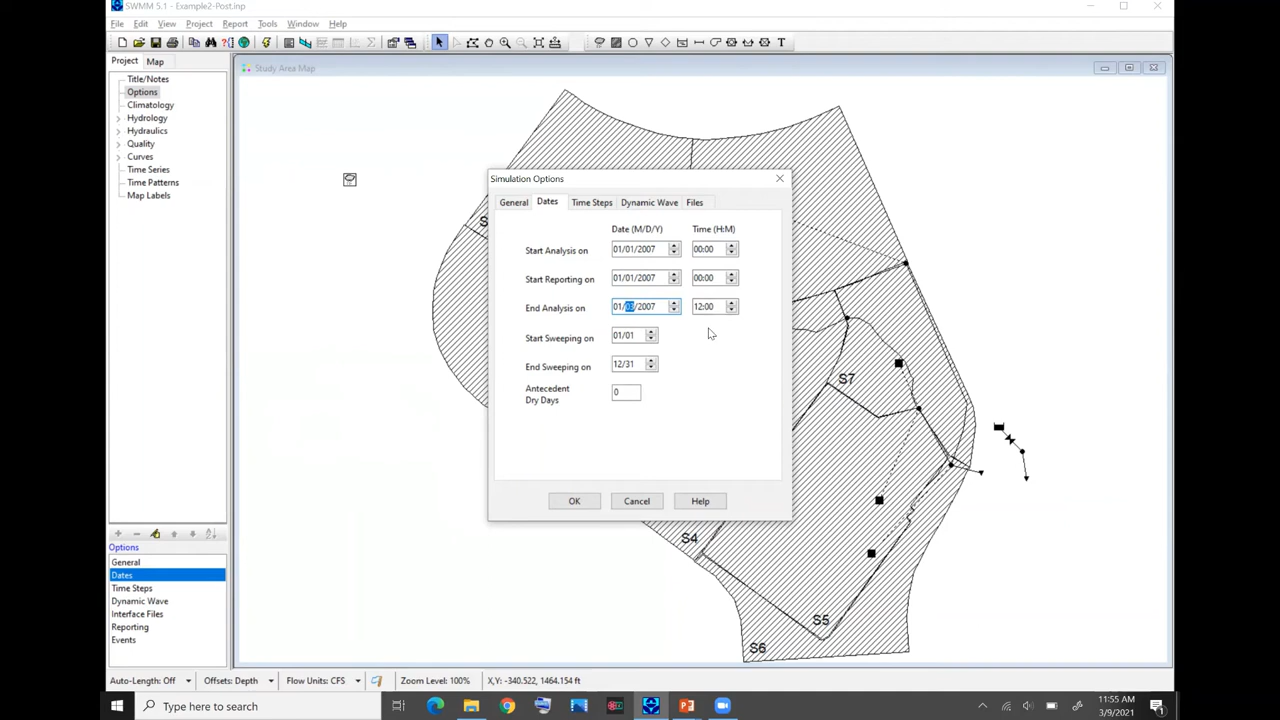 SWMM 5.1 - Example2-Post.inp
File Edit View Project Report Tools Window Help
T
Project Map
Study Area Map
Title/Notes
Options
Climatology
Hydrology
Hydraulics
Quality
Curves
Time Series
Time Patterns
Map Labels
Simulation Options
General Dates Time Steps Dynamic Wave Files
Date (M/D/Y) Time (H:M)
Start Analysis on 01/01/2007 00:00
Start Reporting on 01/01/2007 00:00
End Analysis on 01/03/2007 12:00
Start Sweeping on 01/01
End Sweeping on 12/31
Antecedent
Dry Days 0
OK Cancel Help
S
S7
S4
S5
S6
Options
General
Dates
Time Steps
Dynamic Wave
Interface Files
Reporting
Events
Auto-Length: Off Offsets: Depth Flow Units: CFS Zoom Level: 100% X,Y: -340.522, 1464.154 ft
Type here to search
11:55 AM
3/9/2021